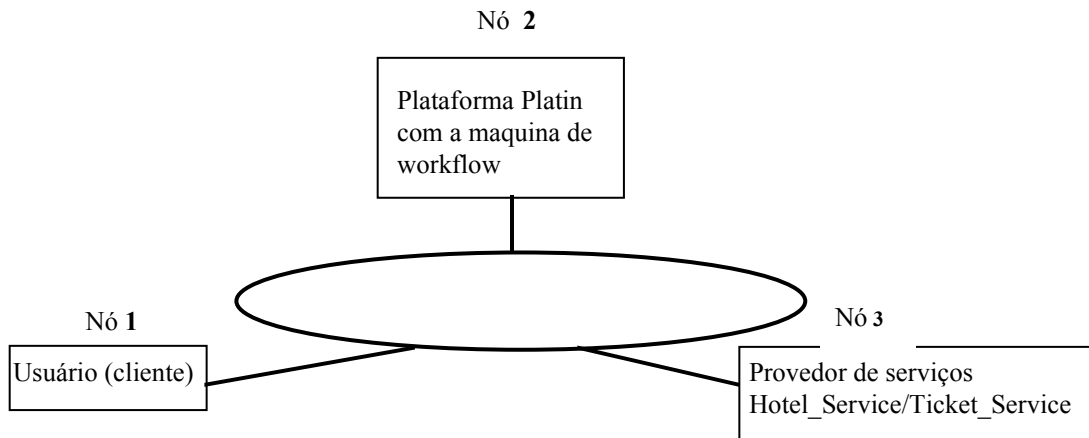 Nó 2
Plataforma Platin
com a maquina de
workflow
Nó 1
Usuário (cliente)
Nó 3
Provedor de serviços
Hotel_Service/Ticket_Service